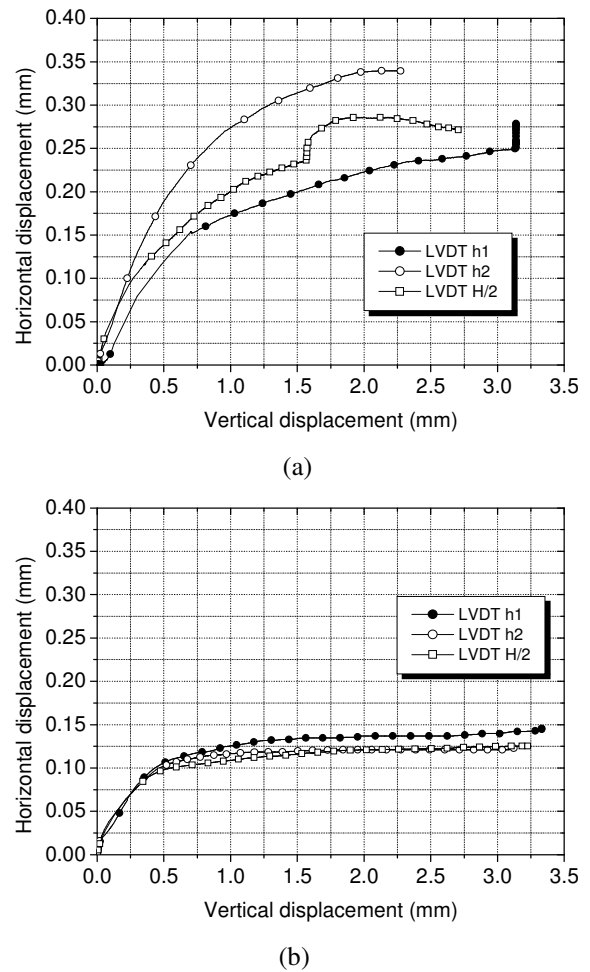 0.40
0.35
0.30
0.25
0.20
0.15
0.10
0.05
0.00
Horizontal displacement (mm)
LVDT h1
LVDT h2
LVDT H/2
0.0 0.5 1.0 1.5 2.0 2.5 3.0 3.5
Vertical displacement (mm)
(a)
0.40
0.35
0.30
0.25
0.20
0.15
0.10
0.05
0.00
Horizontal displacement (mm)
LVDT h1
LVDT h2
LVDT H/2
0.0 0.5 1.0 1.5 2.0 2.5 3.0 3.5
Vertical displacement (mm)
(b)